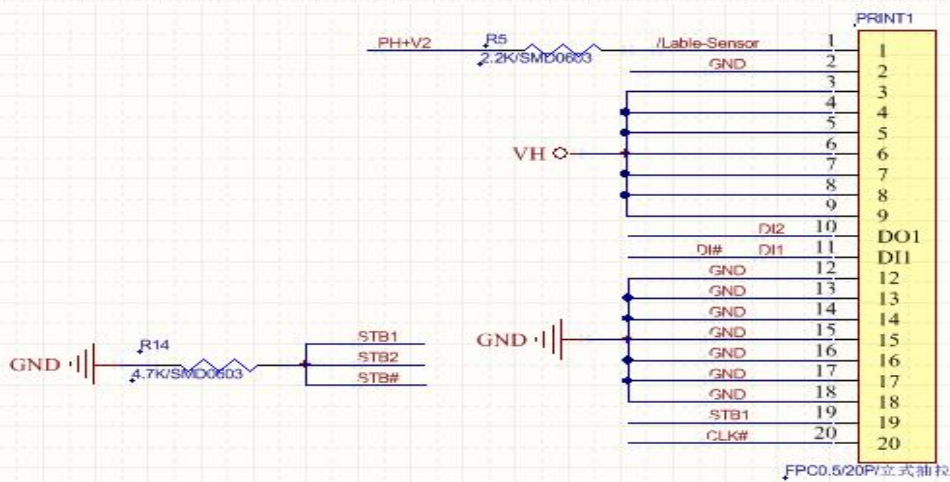 PRINT1
PH+V2
R5
2.2K/SMD0603
/Lable-Sensor 1 1
GND 2 2
3 3
4 4
5 5
VH 6 6
7 7
8 8
9 9
DI2 10 DO1
DI# DI1 11 DI1
GND 12 12
GND 13 13
GND 14 14
GND GND 15 15
GND 16 16
GND 17 17
GND 18 18
STB1 19 19
CLK# 20 20
R14
GND
4.7K/SMD0603
STB1
STB2
STB#
FPC0.5/20P/立式抽拉